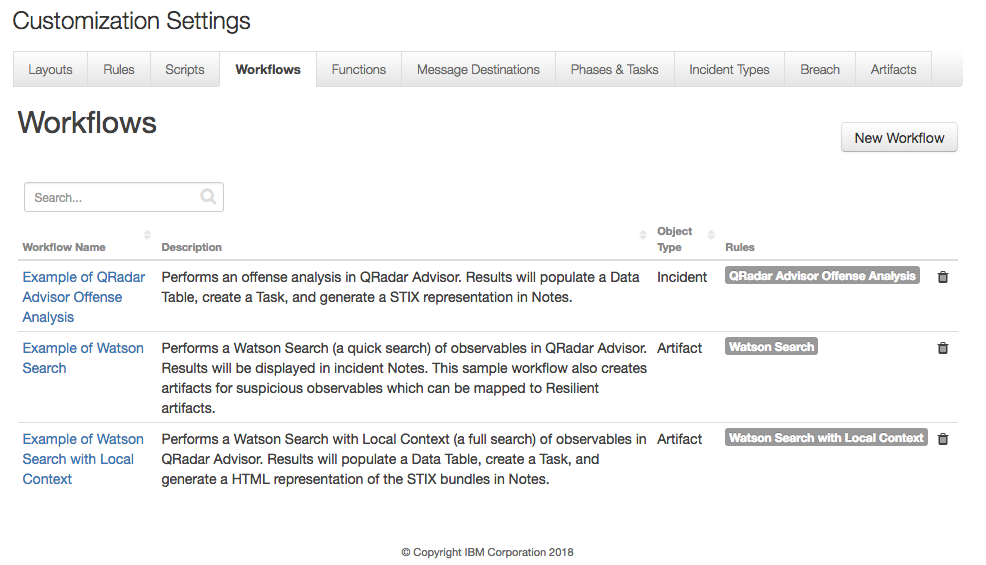 Customization Settings
Layouts Rules Scripts Workflows Functions Message Destinations Phases & Tasks Incident Types Breach Artifacts
Workflows
New Workflow
Search...
Workflow Name Description Object Type Rules
Example of QRadar Advisor Offense Analysis
Performs an offense analysis in QRadar Advisor. Results will populate a Data
Table, create a Task, and generate a STIX representation in Notes.
Incident
QRadar Advisor Offense Analysis
Example of Watson Search
Performs a Watson Search (a quick search) of observables in QRadar Advisor.
Results will be displayed in incident Notes. This sample workflow also creates
artifacts for suspicious observables which can be mapped to Resilient
artifacts.
Artifact
Watson Search
Example of Watson Search with Local Context
Performs a Watson Search with Local Context (a full search) of observables in
QRadar Advisor. Results will populate a Data Table, create a Task, and
generate a HTML representation of the STIX bundles in Notes.
Artifact
Watson Search with Local Context
© Copyright IBM Corporation 2018